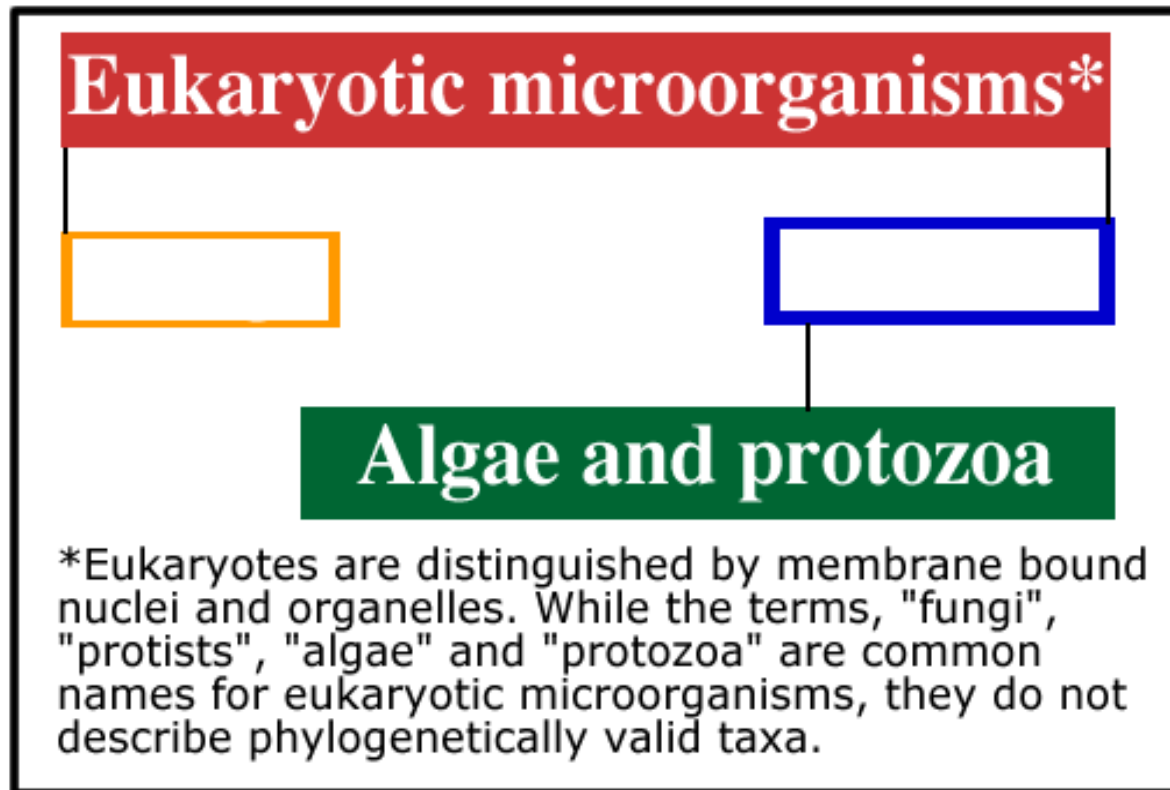 Eukaryotic microorganisms*
Algae and protozoa
*Eukaryotes are distinguished by membrane bound
nuclei and organelles. While the terms, "fungi",
"protists", "algae" and "protozoa" are common
names for eukaryotic microorganisms, they do not
describe phylogenetically valid taxa.